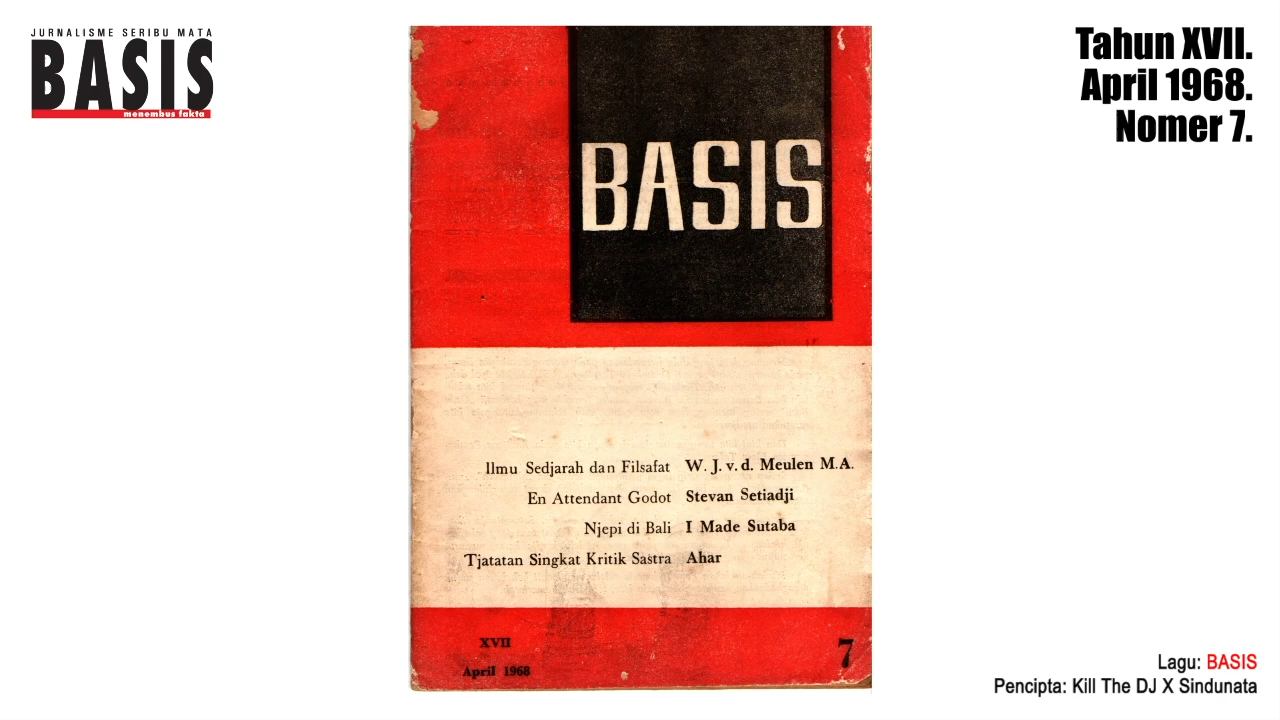 JURNALISME SERIBU MATA
BASIS
menembus fakta
Tahun XVII.
April 1968.
Nomer 7.
BASIS
Ilmu Sedjarah dan Filsafat W. J. v. d. Meulen M.A.
En Attendant Godot Stevan Setiadji
Njepi di Bali I Made Sutaba
Tjatatan Singkat Kritik Sastra Ahar
XVII
April 1968
7
Lagu: BASIS
Pencipta: Kill The DJ X Sindunata